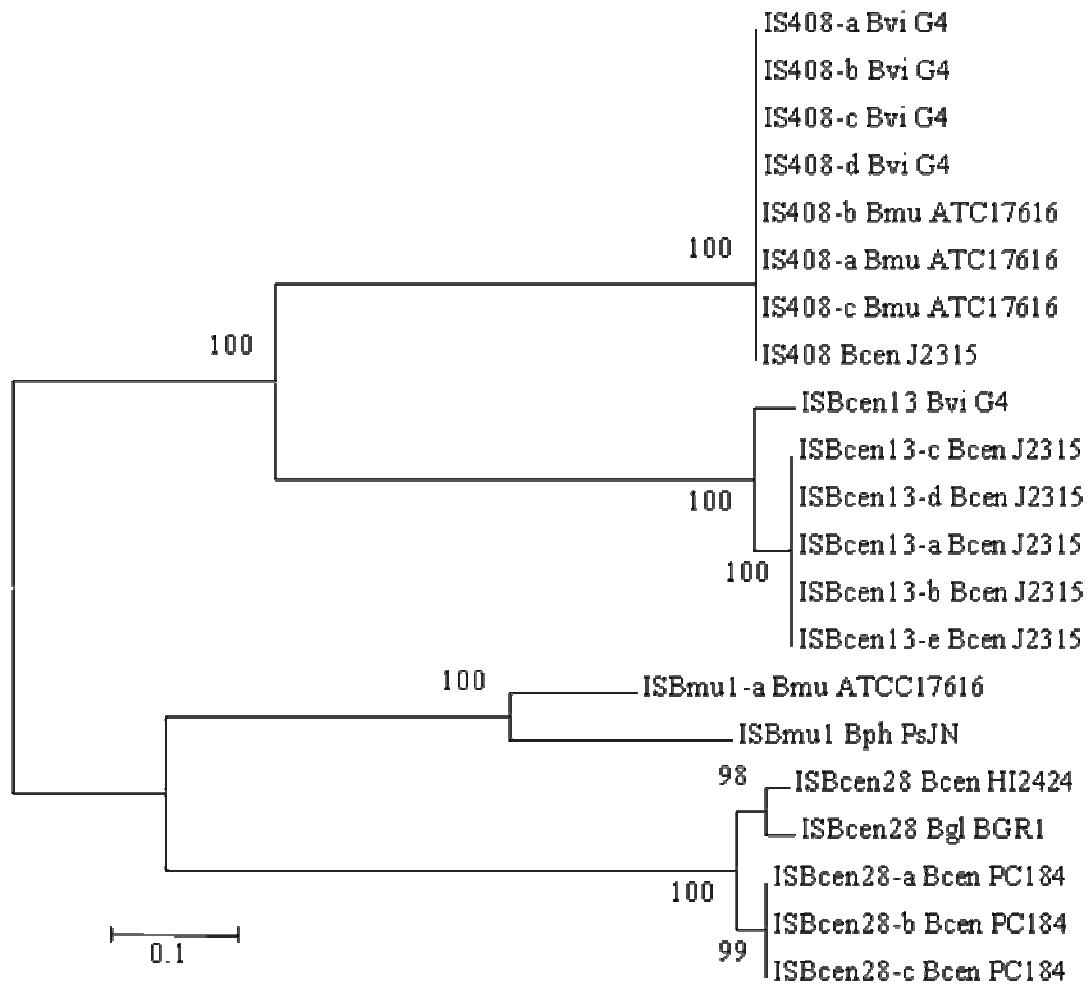 IS408-a Bvi G4
IS408-b Bvi G4
IS408-c Bvi G4
IS408-d Bvi G4
IS408-b Bmu ATC17616
100
IS408-a Bmu ATC17616
IS408-c Bmu ATC17616
100
IS408 Bcen J2315
ISBcen13 Bvi G4
ISBcen13-c Bcen J2315
100
ISBcen13-d Bcen J2315
ISBcen13-a Bcen J2315
100
ISBcen13-b Bcen J2315
ISBcen13-e Bcen J2315
100
ISBmu1-a Bmu ATCC17616
ISBmu1 Bph PsJN
98
ISBcen28 Bcen HI2424
ISBcen28 Bgl BGR1
ISBcen28-a Bcen PC184
100
ISBcen28-b Bcen PC184
0.1
99
ISBcen28-c Bcen PC184